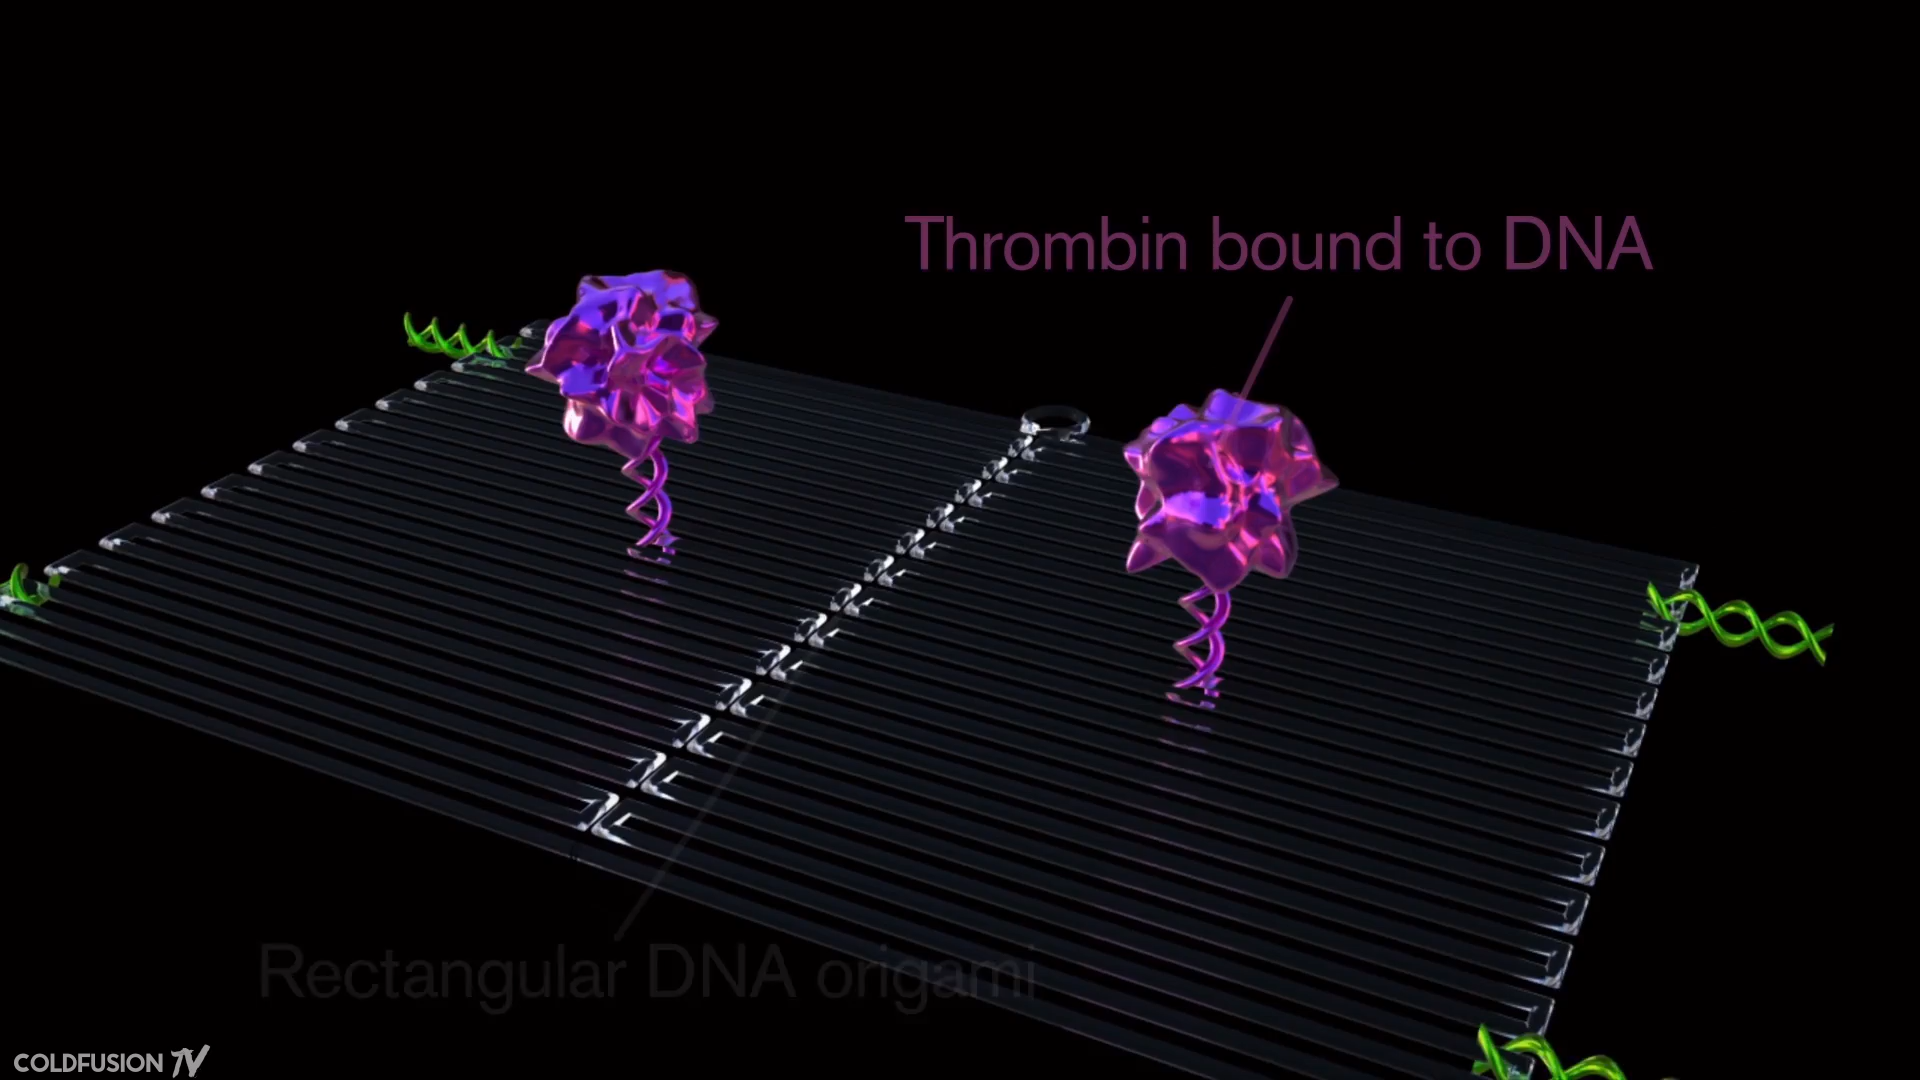 Thrombin bound to DNA
Rectangular DNA origami
COLDFUSION TV